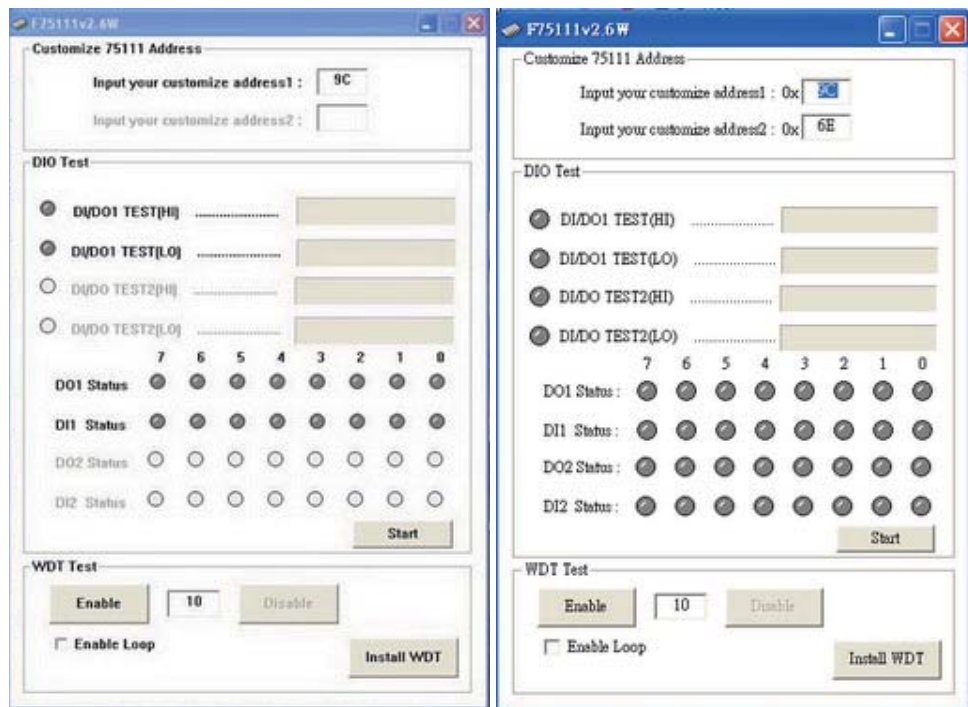 F75111v2.6W
Customize 75111 Address
Input your customize address1 : 9C
Input your customize address2 :
DIO Test
DI/DO1 TEST(HI) ......................
DI/DO1 TEST(LO) ......................
DI/DO TEST2(HI) ......................
DI/DO TEST2(LO) ......................
7 6 5 4 3 2 1 0
DO1 Status
DI1 Status
DO2 Status
DI2 Status
Start
WDT Test
Enable 10 Disable
Enable Loop
Install WDT
F75111v2.6W
Customize 75111 Address
Input your customize address1 : 0x 9C
Input your customize address2 : 0x 6E
DIO Test
DI/DO1 TEST(HI) ......................
DI/DO1 TEST(LO) ......................
DI/DO TEST2(HI) ......................
DI/DO TEST2(LO) ......................
7 6 5 4 3 2 1 0
DO1 Status :
DI1 Status :
DO2 Status :
DI2 Status :
Start
WDT Test
Enable 10 Disable
Enable Loop
Install WDT